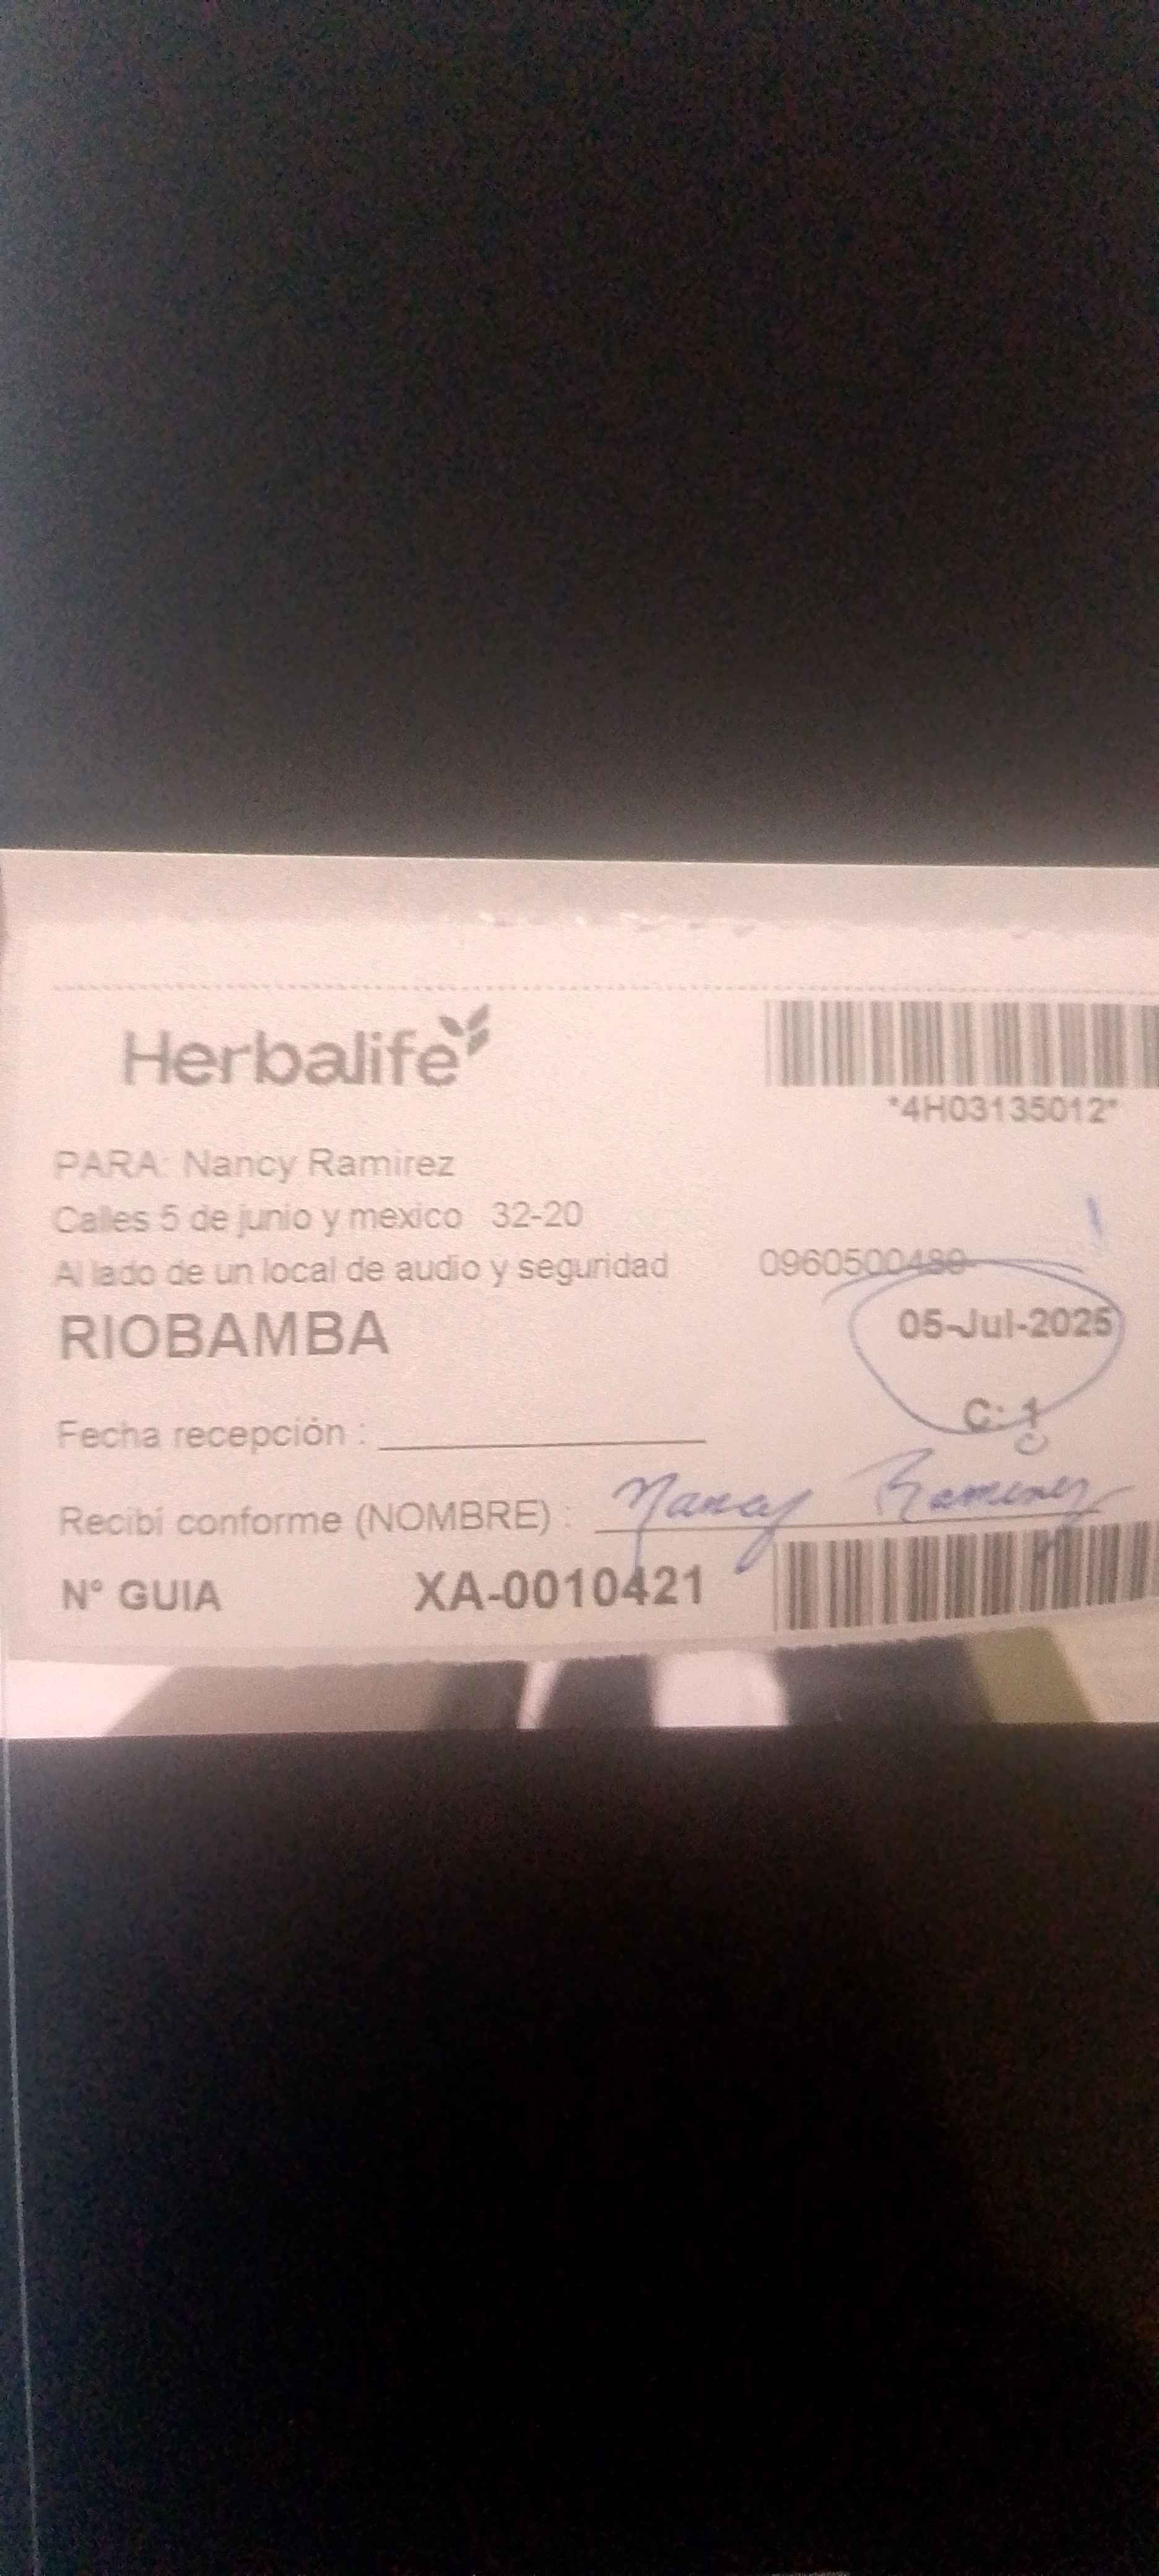 Herbalife
*4H03135012*
PARA: Nancy Ramirez
Calles 5 de junio y mexico 32-20
Al lado de un local de audio y seguridad 0960500489
RIOBAMBA 05-Jul-2025
C: 1
Fecha recepción :
Recibí conforme (NOMBRE) : Nancy Ramirez
N° GUIA XA-0010421